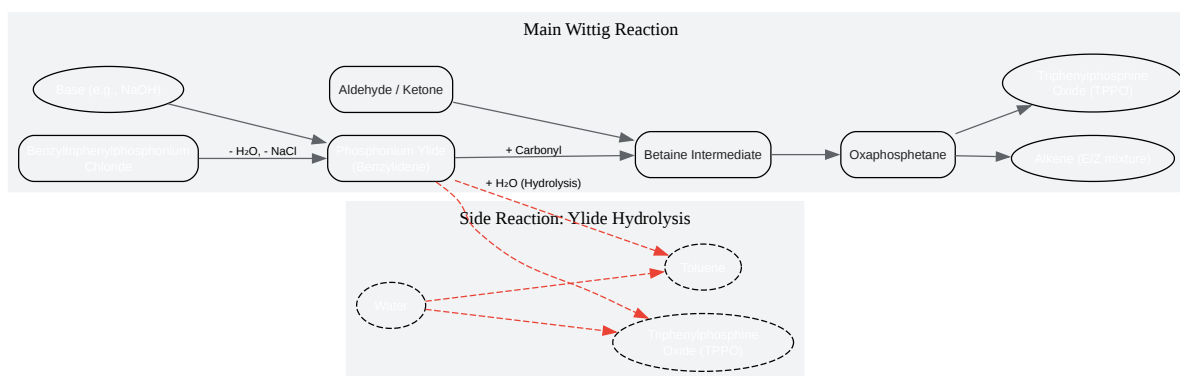 Main Wittig Reaction
Base (e.g., NaOH)
Aldehyde / Ketone
Triphenylphosphine
Oxide (TPPO)
Benzyltriphenylphosphonium
Chloride
- H₂O, - NaCl
Phosphonium Ylide
(Benzylidene)
+ Carbonyl
Betaine Intermediate
Oxaphosphetane
Alkene (E/Z mixture)
+ H₂O (Hydrolysis)
Side Reaction: Ylide Hydrolysis
Toluene
Water
Triphenylphosphine
Oxide (TPPO)